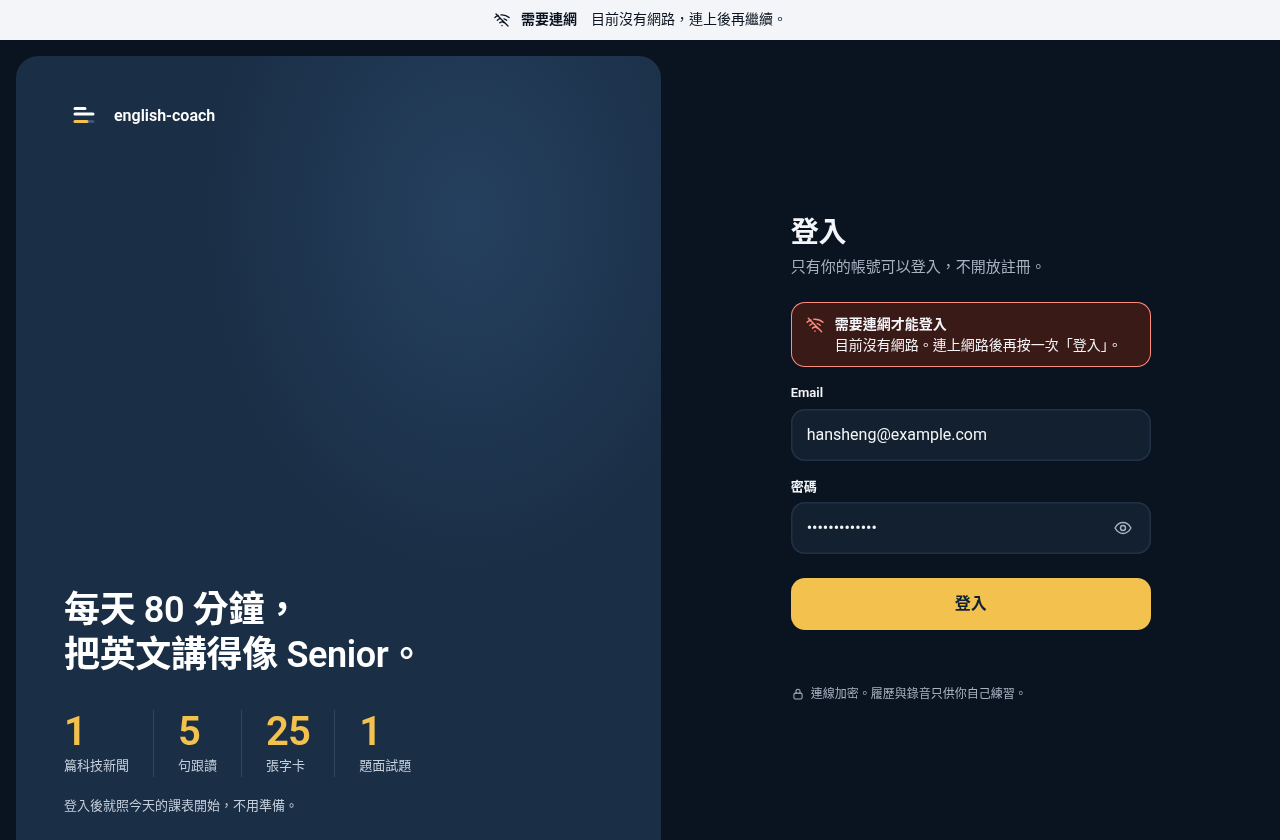 需要連網 目前沒有網路，連上後再繼續。
english-coach
每天 80 分鐘，
把英文講得像 Senior。
1 5 25 1
篇科技新聞 句跟讀 張字卡 題面試題
登入後就照今天的課表開始，不用準備。
登入
只有你的帳號可以登入，不開放註冊。
需要連網才能登入
目前沒有網路。連上網路後再按一次「登入」。
Email
hansheng@example.com
密碼
•••••••••••••
登入
連線加密。履歷與錄音只供你自己練習。